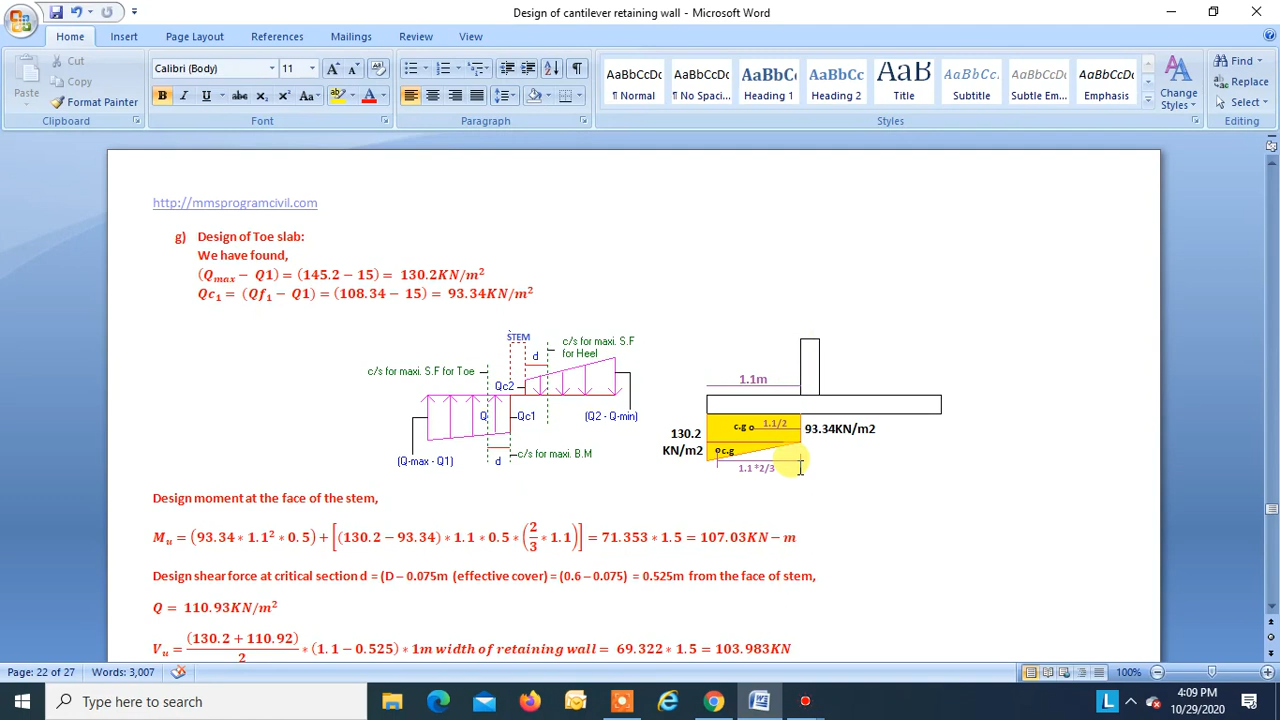 Design of cantilever retaining wall - Microsoft Word
Home Insert Page Layout References Mailings Review View
Paste
Cut
Copy
Format Painter
Clipboard
Calibri (Body) 11
B I U abc x₂ x² Aa
Font
Paragraph
AaBbCcDc AaBbCcDc AaBbCc AaBbCc AaB AaBbCc. AaBbCcDc AaBbCcDc
¶ Normal ¶ No Spaci... Heading 1 Heading 2 Title Subtitle Subtle Em... Emphasis
Styles
Change Styles
Find
Replace
Select
Editing
http://mmsprogramcivil.com
g) Design of Toe slab:
We have found,
(Qmax − Q1) = (145.2 − 15) = 130.2KN/m²
Qc₁ = (Qf₁ − Q1) = (108.34 − 15) = 93.34KN/m²
STEM
c/s for maxi. S.F for Heel
c/s for maxi. S.F for Toe
d
Qc2
Q
Qc1
(Q2 - Q-min)
(Q-max - Q1)
d
c/s for maxi. B.M
1.1m
130.2 KN/m2
c.g o
1.1/2
93.34KN/m2
o c.g
1.1 *2/3
Design moment at the face of the stem,
Mᵤ = (93.34 ∗ 1.1² ∗ 0.5) + [(130.2 − 93.34) ∗ 1.1 ∗ 0.5 ∗ (2/3 ∗ 1.1)] = 71.353 ∗ 1.5 = 107.03KN − m
Design shear force at critical section d = (D – 0.075m (effective cover) = (0.6 – 0.075) = 0.525m from the face of stem,
Q = 110.93KN/m²
Vᵤ = (130.2 + 110.92)/2 ∗ (1.1 − 0.525) ∗ 1m width of retaining wall = 69.322 ∗ 1.5 = 103.983KN
Page: 22 of 27 Words: 3,007
100%
Type here to search
4:09 PM
10/29/2020